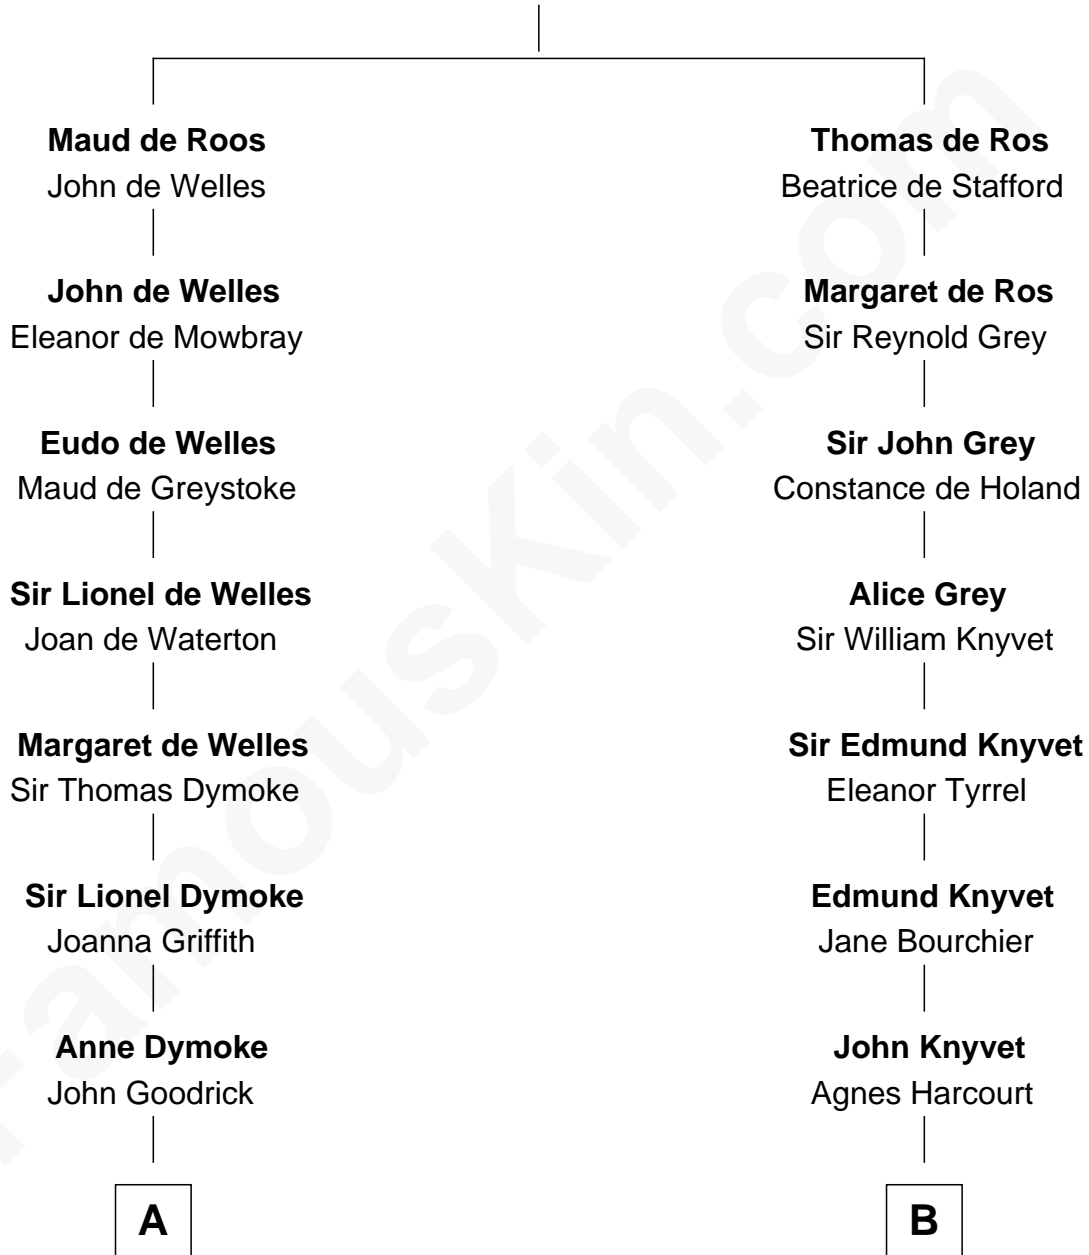 Maud de Roos
John de Welles
John de Welles
Eleanor de Mowbray
Eudo de Welles
Maud de Greystoke
Sir Lionel de Welles
Joan de Waterton
Margaret de Welles
Sir Thomas Dymoke
Sir Lionel Dymoke
Joanna Griffith
Anne Dymoke
John Goodrick
A
Thomas de Ros
Beatrice de Stafford
Margaret de Ros
Sir Reynold Grey
Sir John Grey
Constance de Holand
Alice Grey
Sir William Knyvet
Sir Edmund Knyvet
Eleanor Tyrrel
Edmund Knyvet
Jane Bourchier
John Knyvet
Agnes Harcourt
B
FamousKin.com